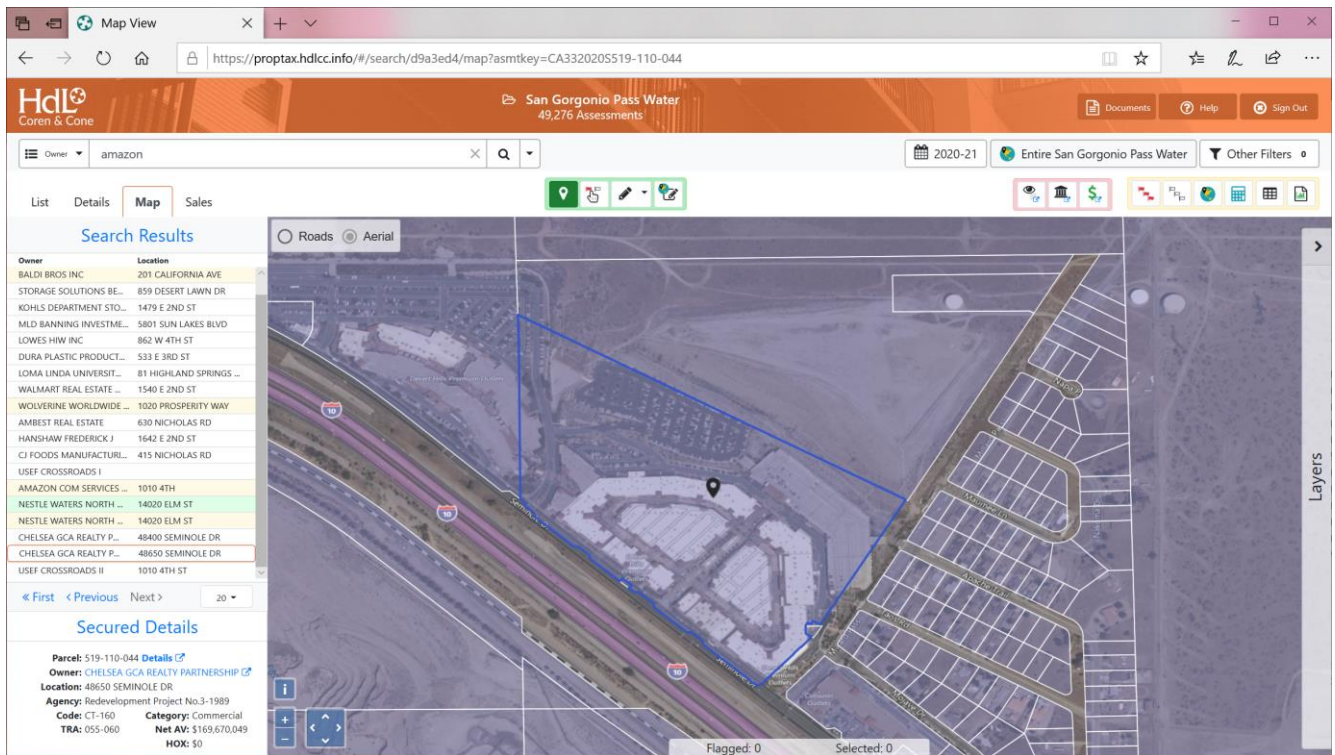 Map View
https://proptax.hdlcc.info/#/search/d9a3ed4/map?asmtkey=CA332020S519-110-044
HdL
Coren & Cone
San Gorgonio Pass Water
49,276 Assessments
Documents
Help
Sign Out
Owner
amazon
2020-21
Entire San Gorgonio Pass Water
Other Filters 0
List Details Map Sales
Search Results
Roads Aerial
Owner Location
BALDI BROS INC 201 CALIFORNIA AVE
STORAGE SOLUTIONS BE... 859 DESERT LAWN DR
KOHLS DEPARTMENT STO... 1479 E 2ND ST
MLD BANNING INVESTME... 5801 SUN LAKES BLVD
LOWES HIW INC 862 W 4TH ST
DURA PLASTIC PRODUCT... 533 E 3RD ST
LOMA LINDA UNIVERSIT... 81 HIGHLAND SPRINGS ...
WALMART REAL ESTATE ... 1540 E 2ND ST
WOLVERINE WORLDWIDE ... 1020 PROSPERITY WAY
AMBEST REAL ESTATE 630 NICHOLAS RD
HANSHAW FREDERICK J 1642 E 2ND ST
CJ FOODS MANUFACTURI... 415 NICHOLAS RD
USEF CROSSROADS I
AMAZON COM SERVICES ... 1010 4TH
NESTLE WATERS NORTH ... 14020 ELM ST
NESTLE WATERS NORTH ... 14020 ELM ST
CHELSEA GCA REALTY P... 48400 SEMINOLE DR
CHELSEA GCA REALTY P... 48650 SEMINOLE DR
USEF CROSSROADS II 1010 4TH ST
« First ‹ Previous Next › 20
Secured Details
Parcel: 519-110-044 Details
Owner: CHELSEA GCA REALTY PARTNERSHIP
Location: 48650 SEMINOLE DR
Agency: Redevelopment Project No.3-1989
Code: CT-160 Category: Commercial
TRA: 055-060 Net AV: $169,670,049
HOX: $0
Desert Hills Premium Outlets
10
10
10
Maumee Ln
Apache Trail
Layers
Flagged: 0 Selected: 0